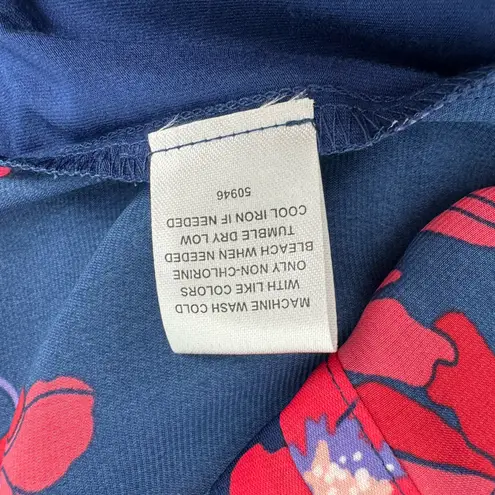 MACHINE WASH COLD
WITH LIKE COLORS
ONLY NON-CHLORINE
BLEACH WHEN NEEDED
TUMBLE DRY LOW
COOL IRON IF NEEDED
50946